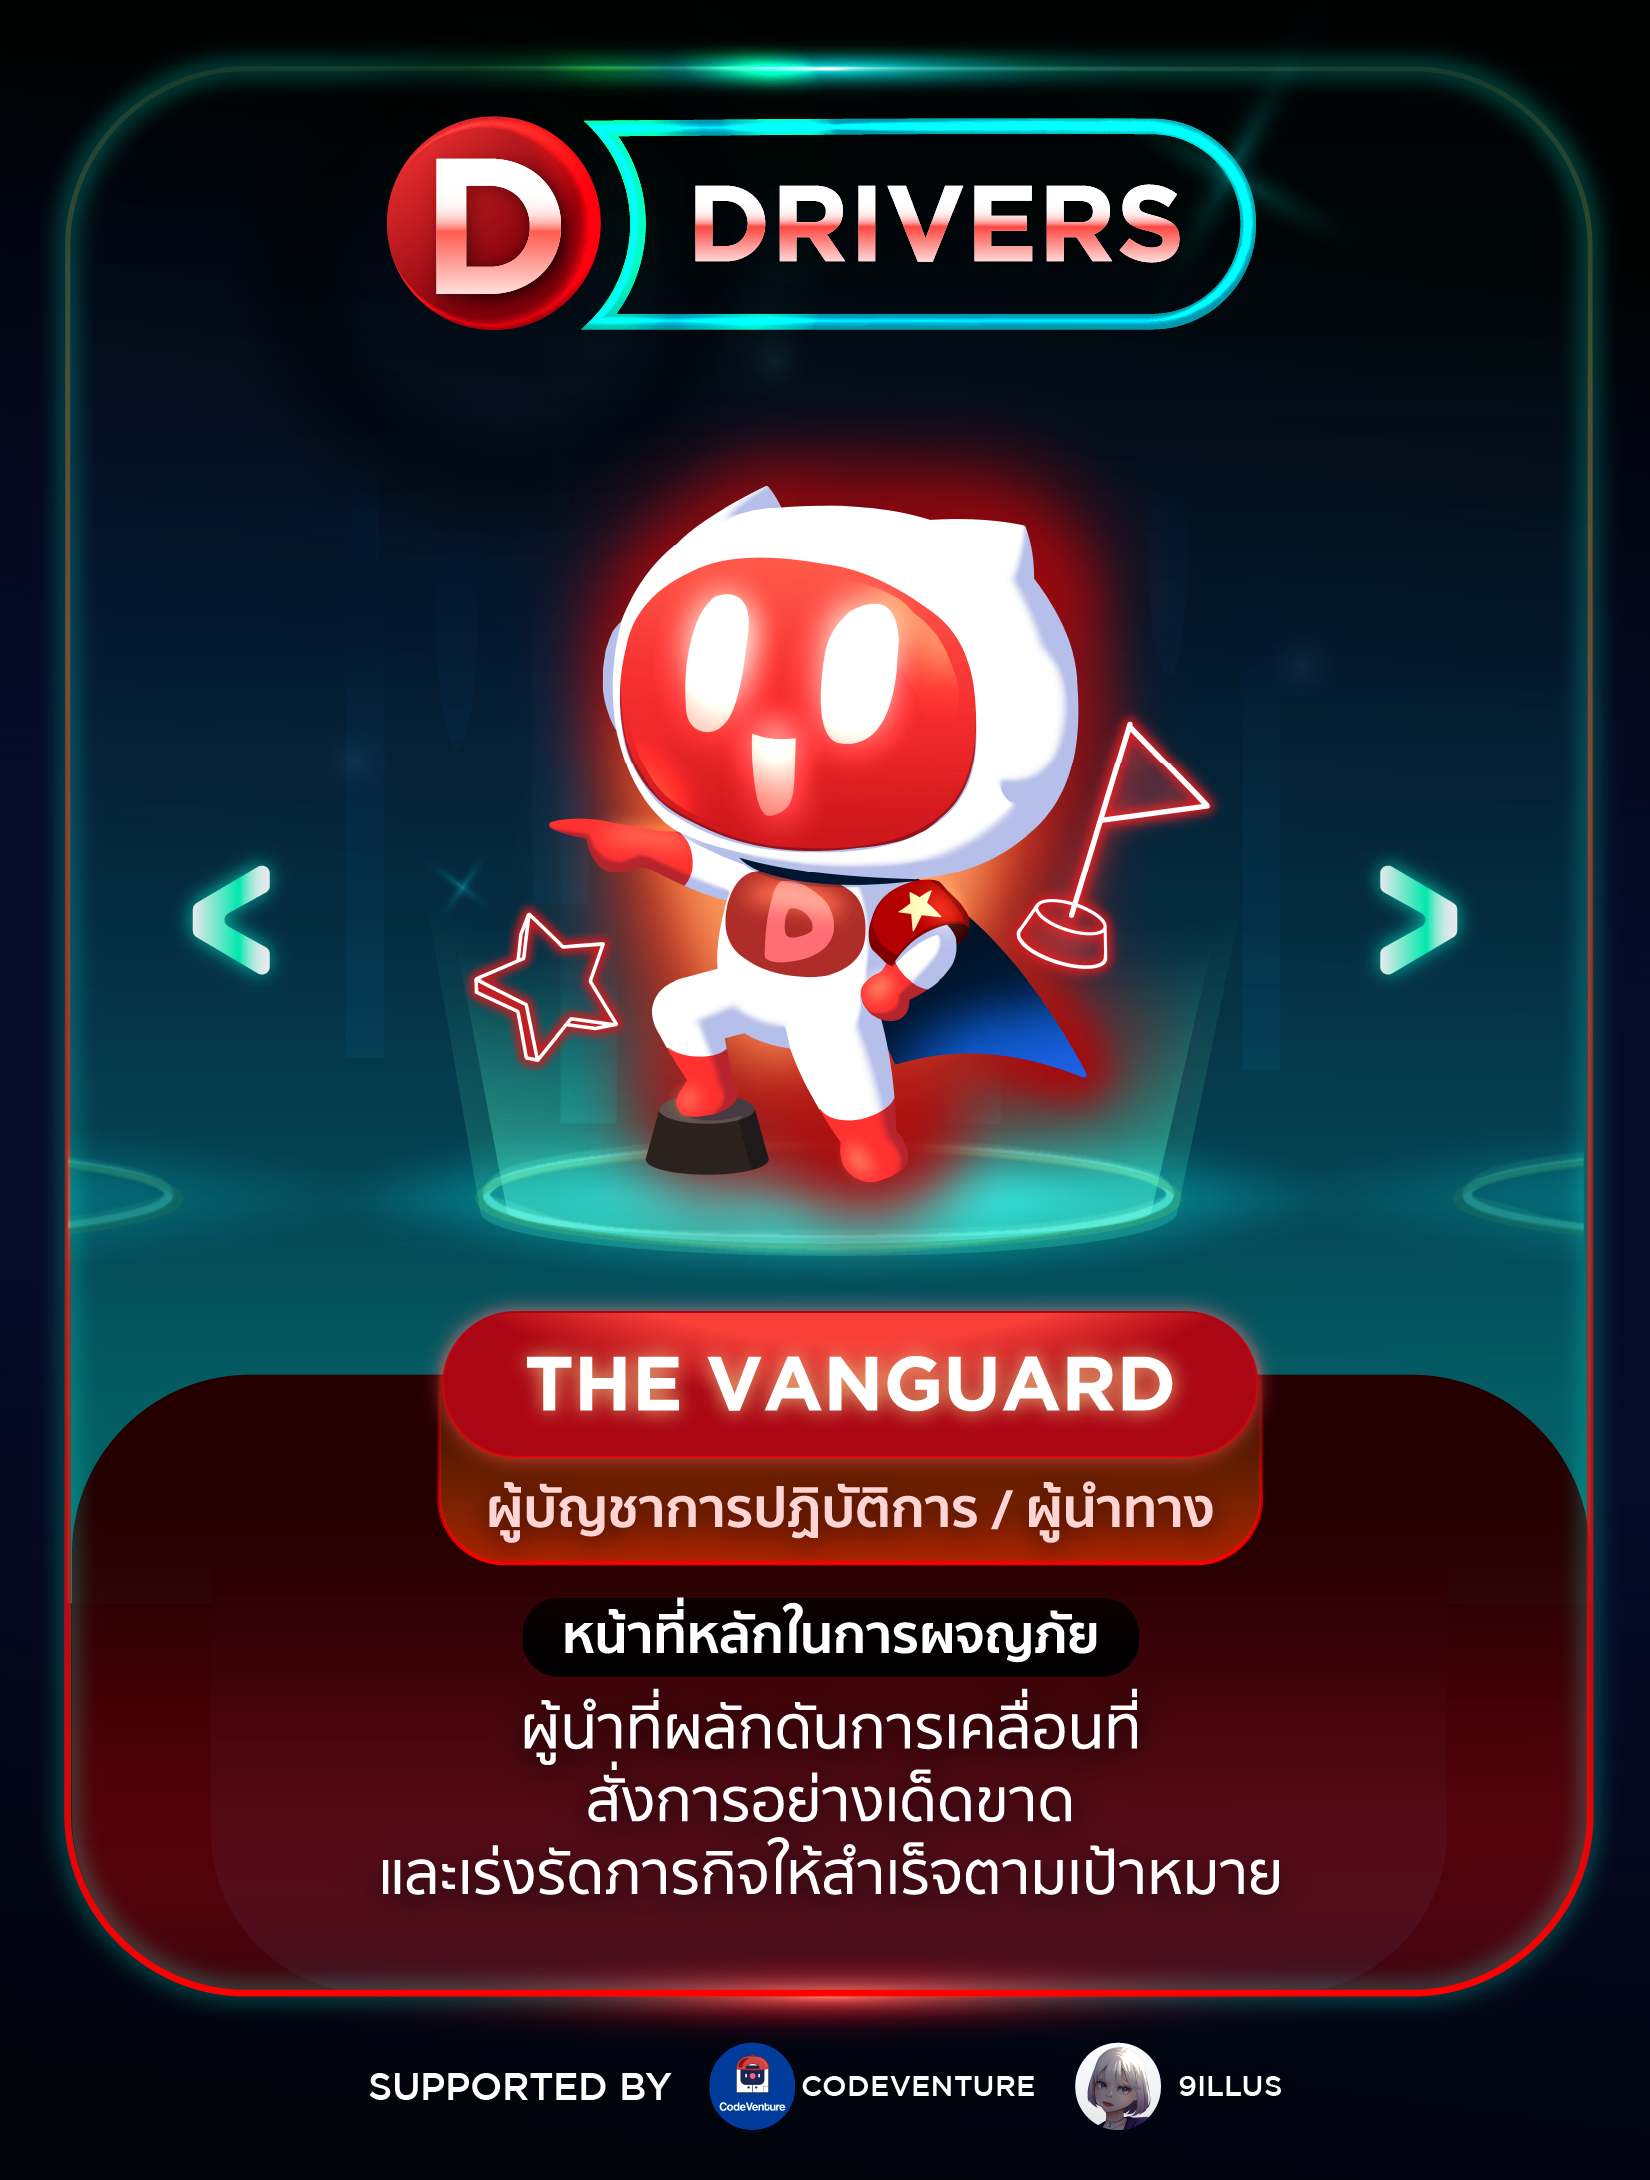 D DRIVERS
D
THE VANGUARD
ผู้บัญชาการปฏิบัติการ / ผู้นำทาง
หน้าที่หลักในการผจญภัย
ผู้นำที่ผลักดันการเคลื่อนที่
สั่งการอย่างเด็ดขาด
และเร่งรัดภารกิจให้สำเร็จตามเป้าหมาย
SUPPORTED BY CodeVenture CODEVENTURE 9ILLUS